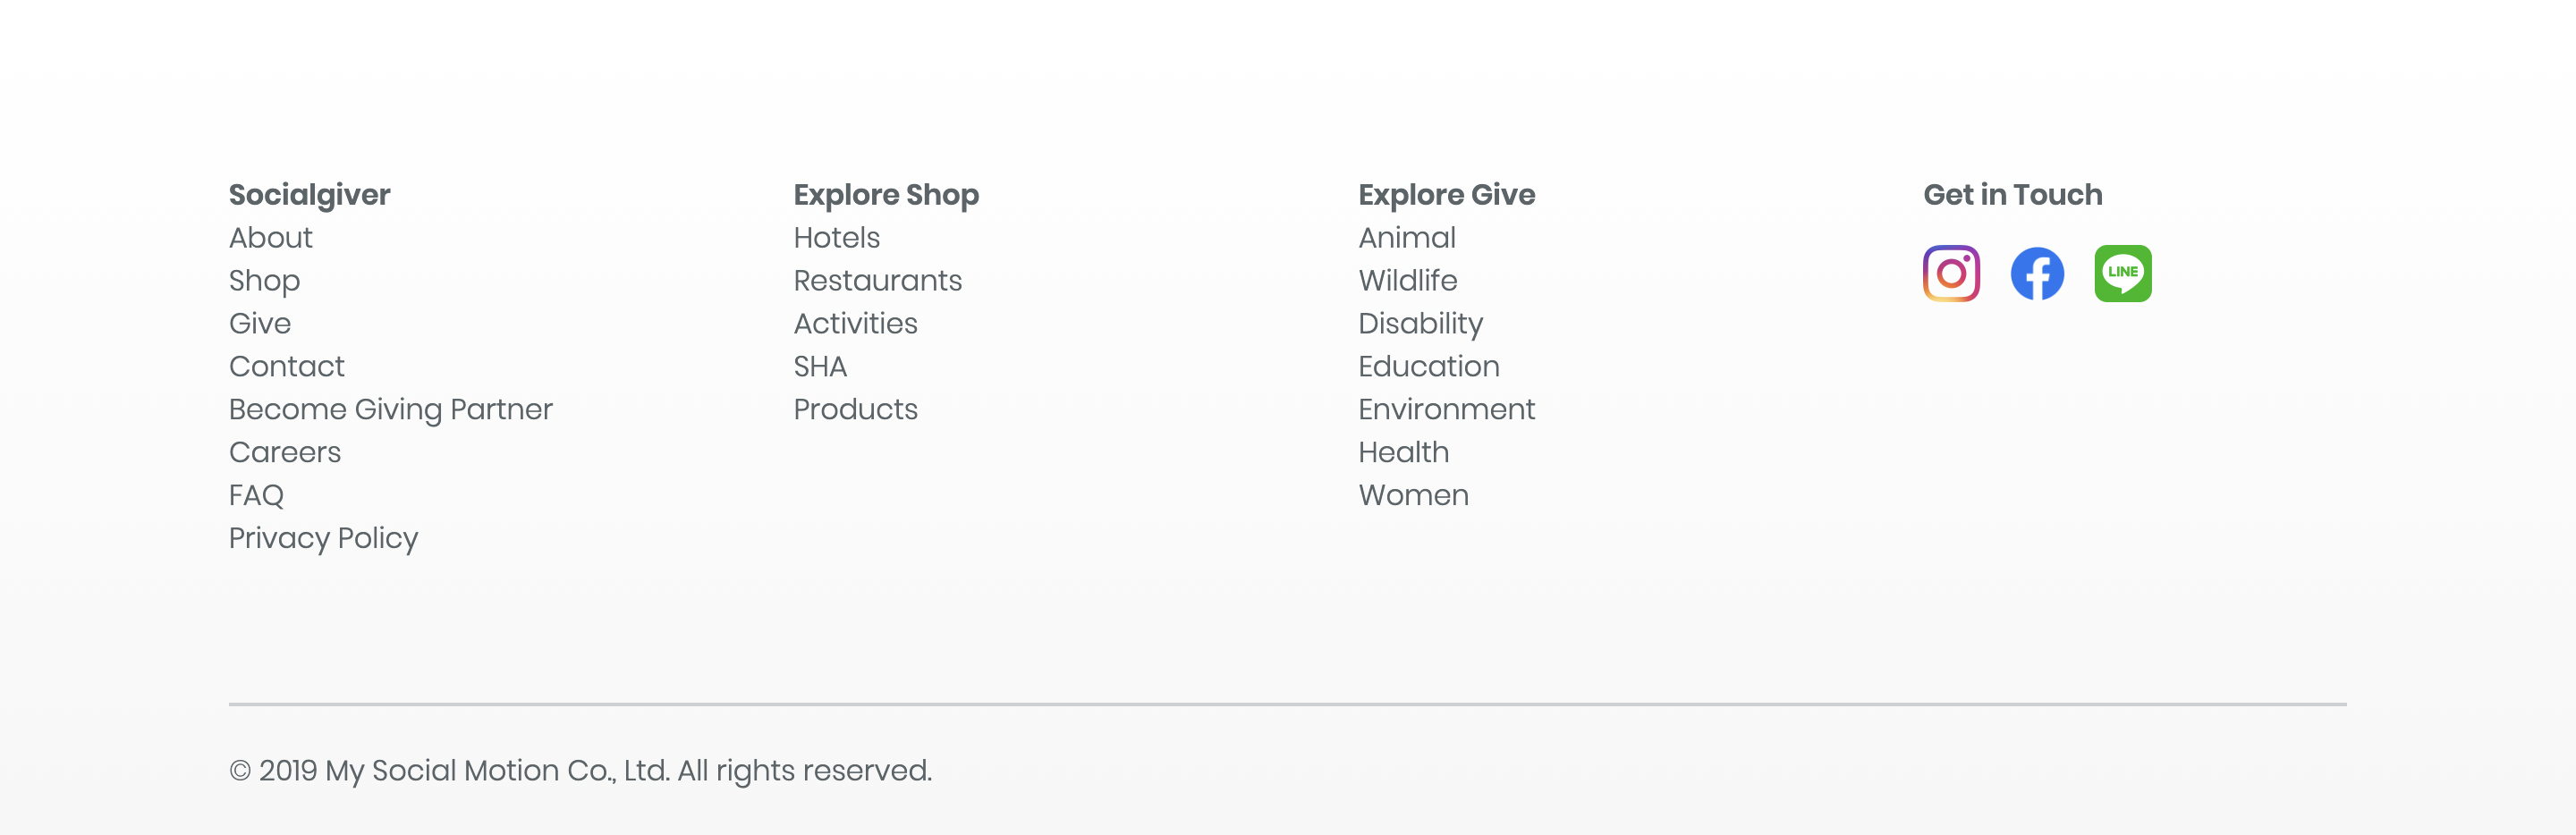 Socialgiver
About
Shop
Give
Contact
Become Giving Partner
Careers
FAQ
Privacy Policy
Explore Shop
Hotels
Restaurants
Activities
SHA
Products
Explore Give
Animal
Wildlife
Disability
Education
Environment
Health
Women
Get in Touch
LINE
© 2019 My Social Motion Co., Ltd. All rights reserved.